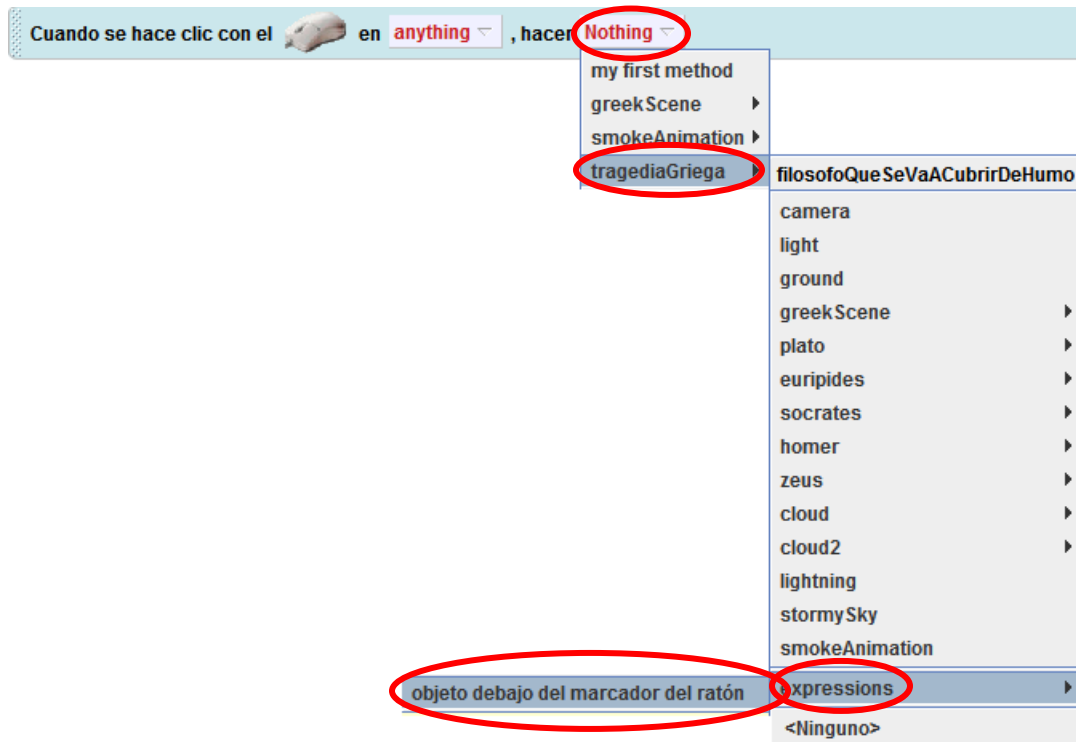 Cuando se hace clic con el en anything , hacer Nothing
my first method
greekScene
smokeAnimation
tragediaGriega
filosofoQueSeVaACubrirDeHumo
camera
light
ground
greekScene
plato
euripides
socrates
homer
zeus
cloud
cloud2
lightning
stormySky
smokeAnimation
expressions
objeto debajo del marcador del ratón
<Ninguno>